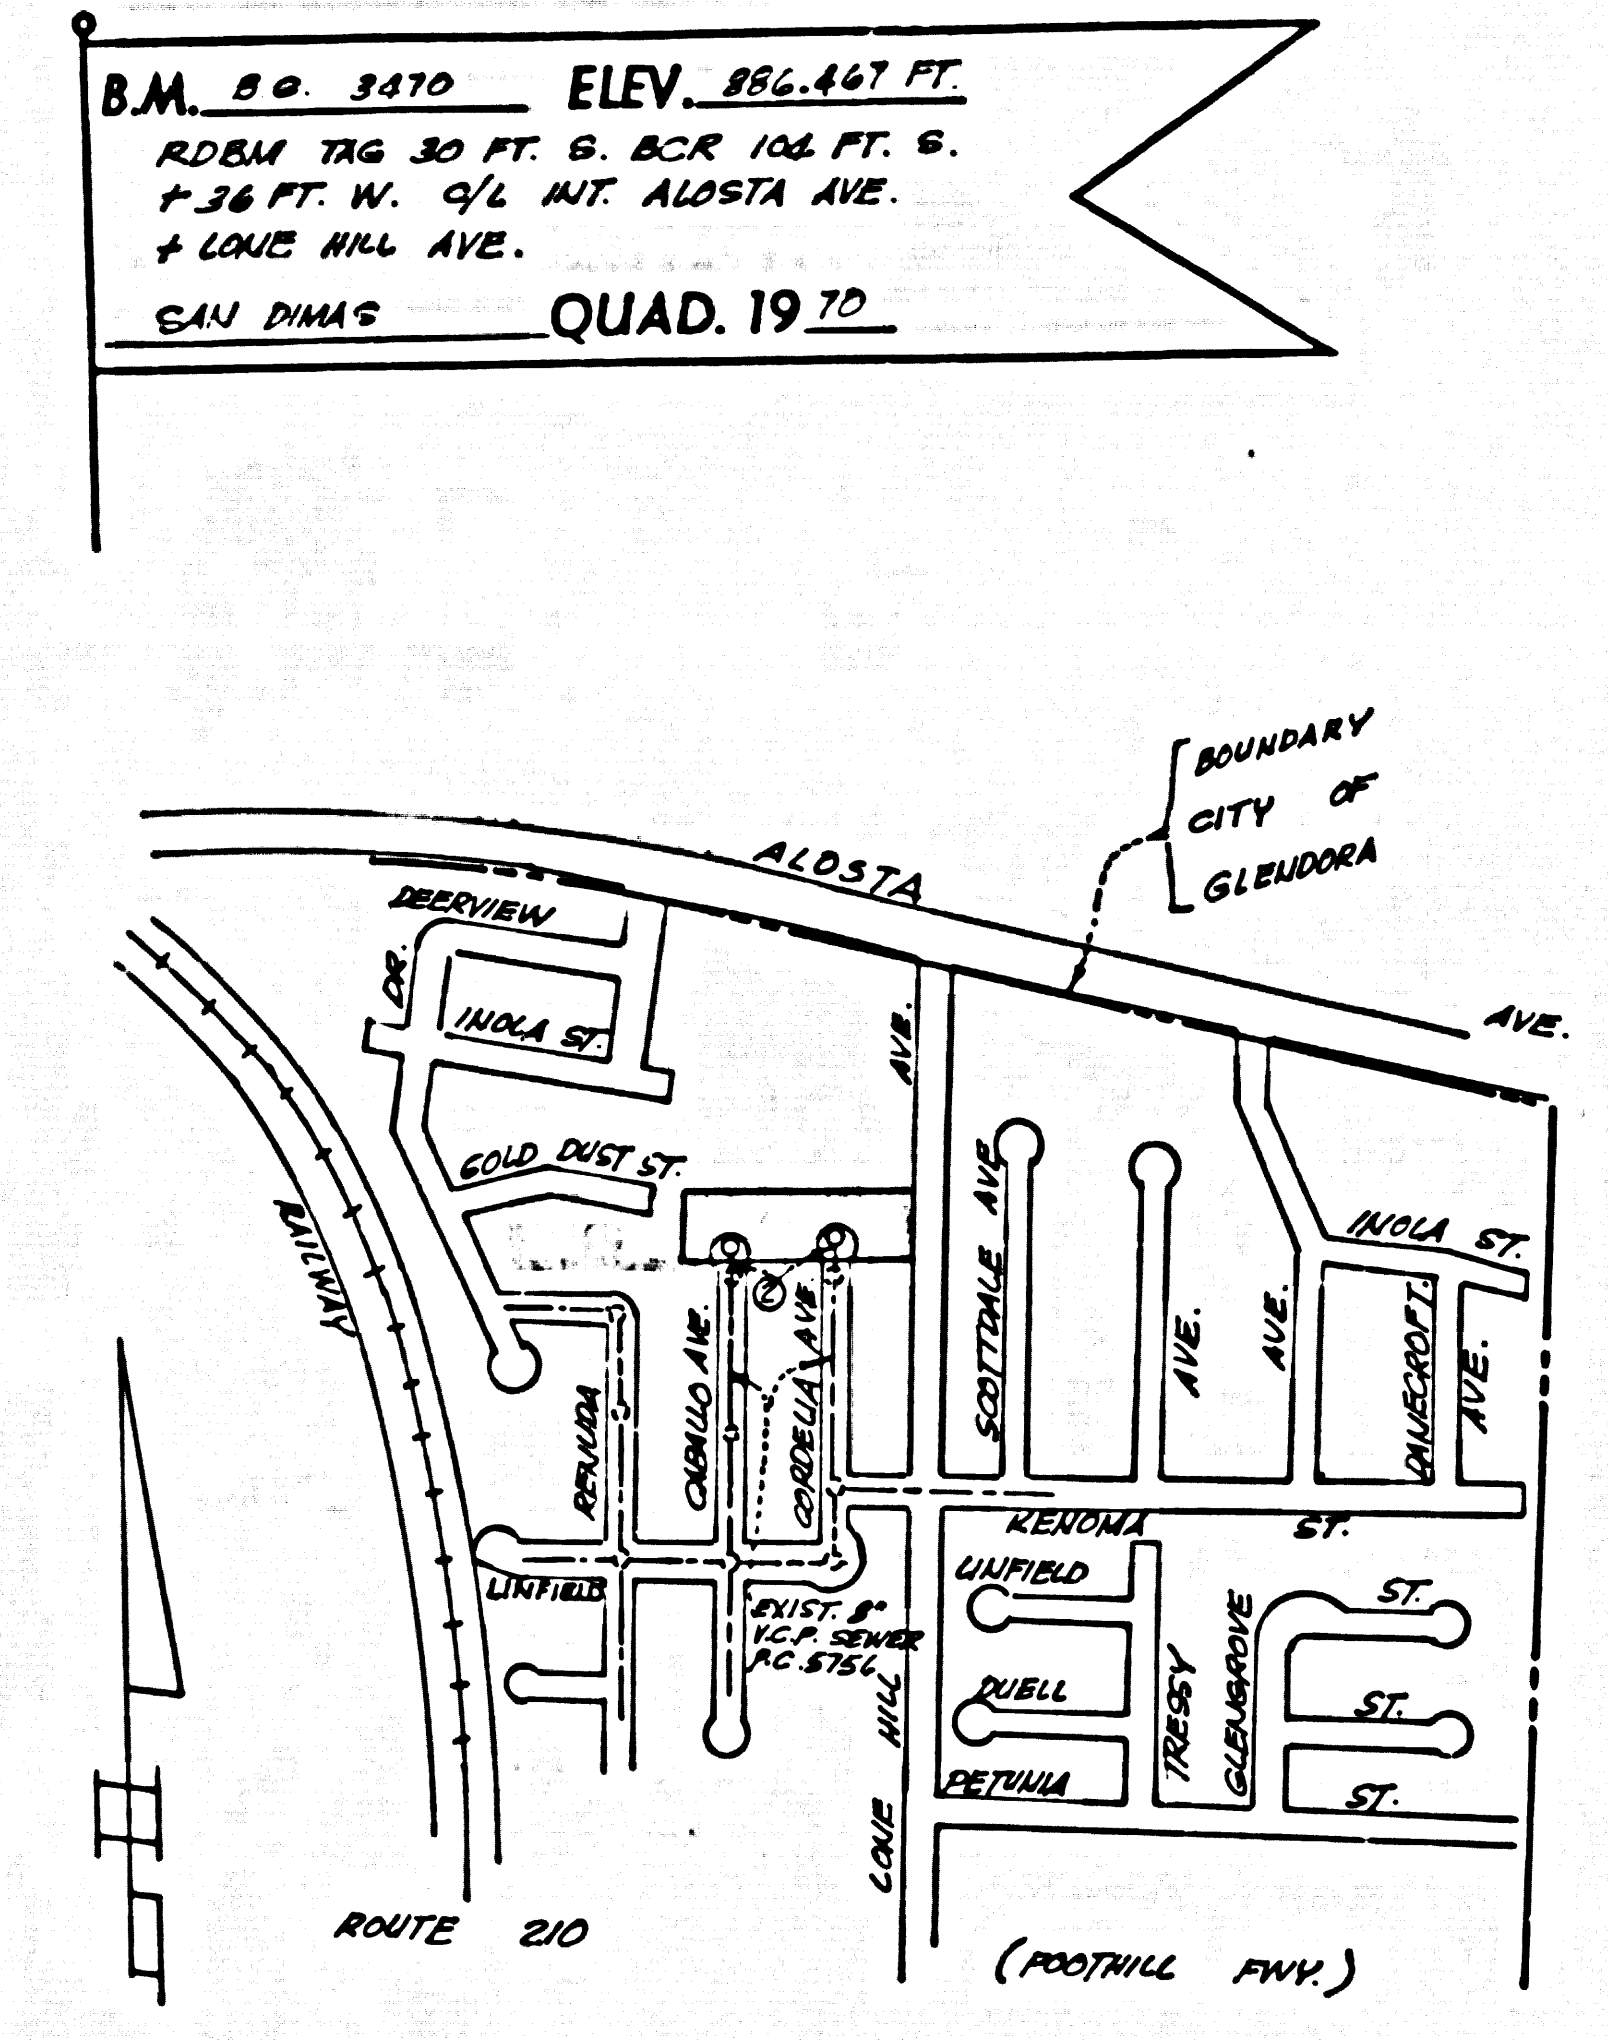 B.M. B G. 3470 ELEV. 886.467 FT.
RDBM TAG 30 FT. S. BCR 104 FT. S.
+ 36 FT. W. C/L INT. ALOSTA AVE.
+ LONE HILL AVE.
SAN DIMAS QUAD. 1970
BOUNDARY
CITY OF
GLENDORA
ALOSTA AVE.
DEERVIEW DR.
INOLA ST.
GOLD DUST ST.
RAILWAY
2
REMUDA
CABALLO AVE.
CORDELIA AVE.
AVE.
SCOTTDALE AVE
AVE.
AVE.
INOLA ST.
DANECROFT AVE.
KENOMA ST.
LINFIELD
EXIST. 8"
V.C.P. SEWER
P.C. 5756
LONE HILL
LINFIELD ST.
DUELL ST.
TRESSY
GLENGROVE
PETUNIA ST.
ROUTE 210
(FOOTHILL FWY.)